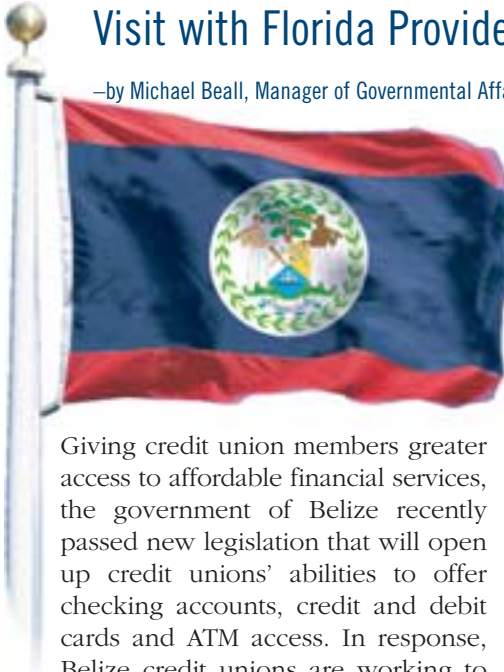 Visit with Florida Provide
–by Michael Beall, Manager of Governmental Affa
Giving credit union members greater
access to affordable financial services,
the government of Belize recently
passed new legislation that will open
up credit unions’ abilities to offer
checking accounts, credit and debit
cards and ATM access. In response,
Belize credit unions are working to